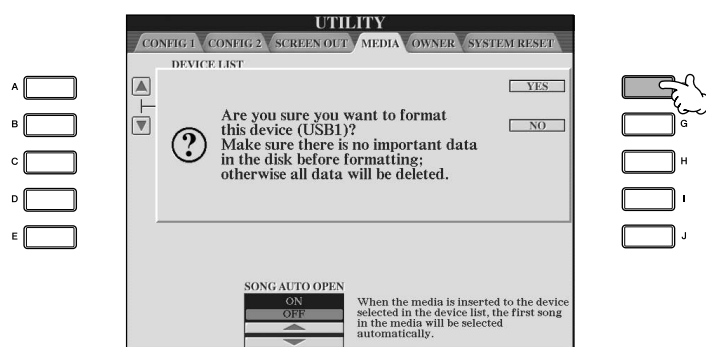 UTILITY
CONFIG 1 CONFIG 2 SCREEN OUT MEDIA OWNER SYSTEM RESET
DEVICE LIST
YES
NO
Are you sure you want to format
this device (USB1)?
Make sure there is no important data
in the disk before formatting;
otherwise all data will be deleted.
?
A
B
C
D
E
G
H
I
J
SONG AUTO OPEN
ON
OFF
When the media is inserted to the device
selected in the device list, the first song
in the media will be selected
automatically.